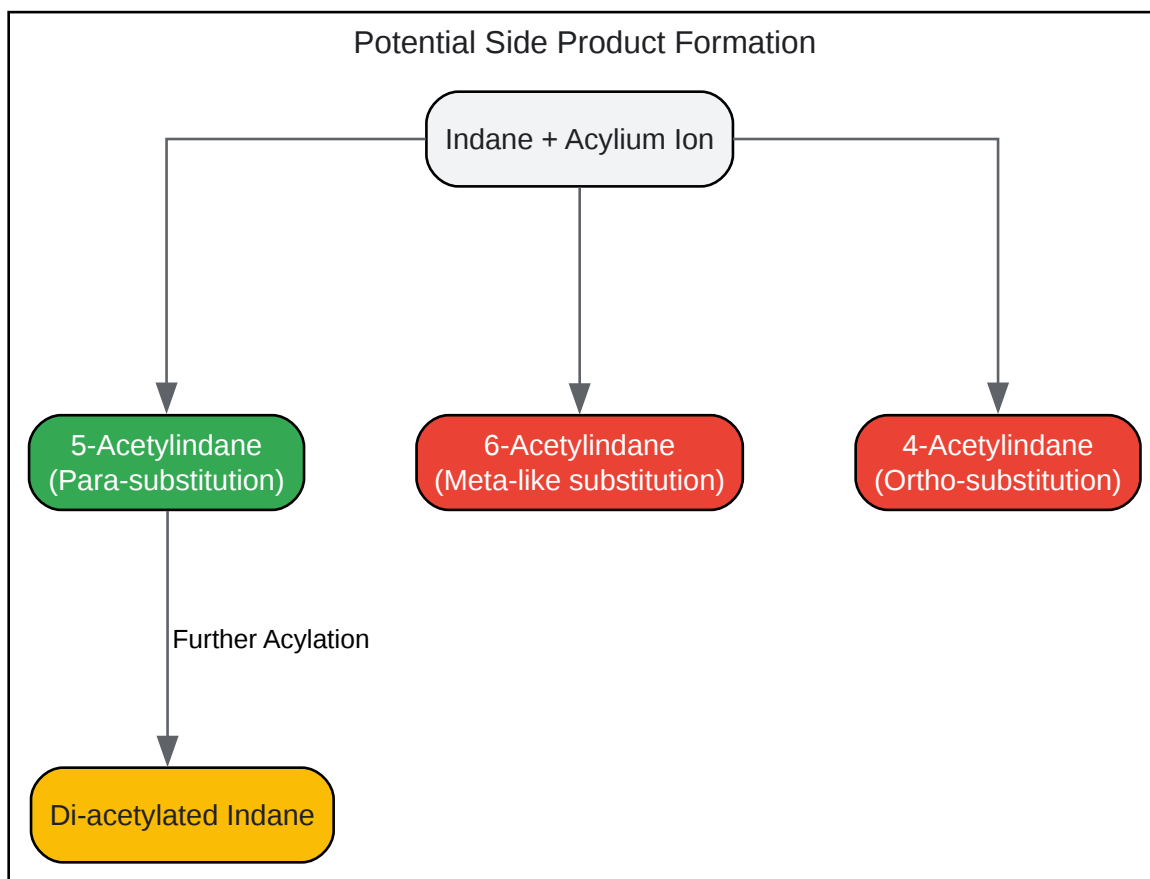 Potential Side Product Formation
Indane + Acylium Ion
5-Acetylindane
(Para-substitution)
6-Acetylindane
(Meta-like substitution)
4-Acetylindane
(Ortho-substitution)
Further Acylation
Di-acetylated Indane